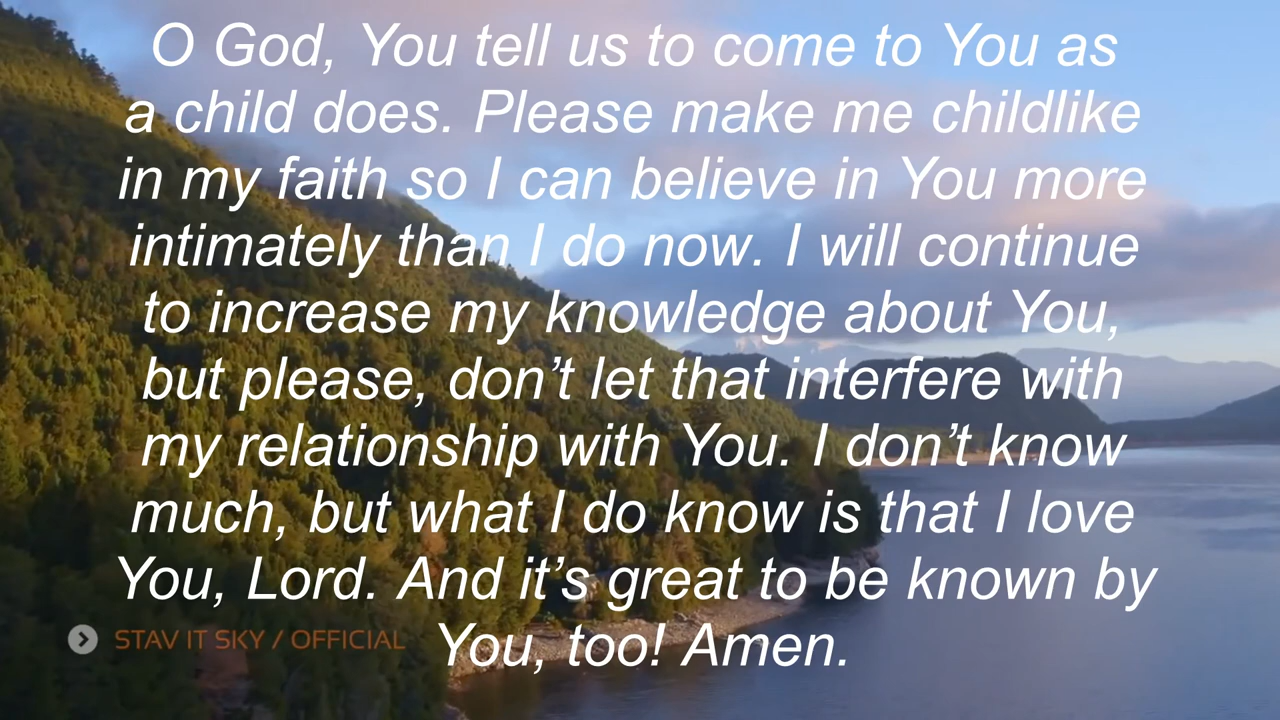 O God, You tell us to come to You as
a child does. Please make me childlike
in my faith so I can believe in You more
intimately than I do now. I will continue
to increase my knowledge about You,
but please, don’t let that interfere with
my relationship with You. I don’t know
much, but what I do know is that I love
You, Lord. And it’s great to be known by
You, too! Amen.
STAV IT SKY / OFFICIAL